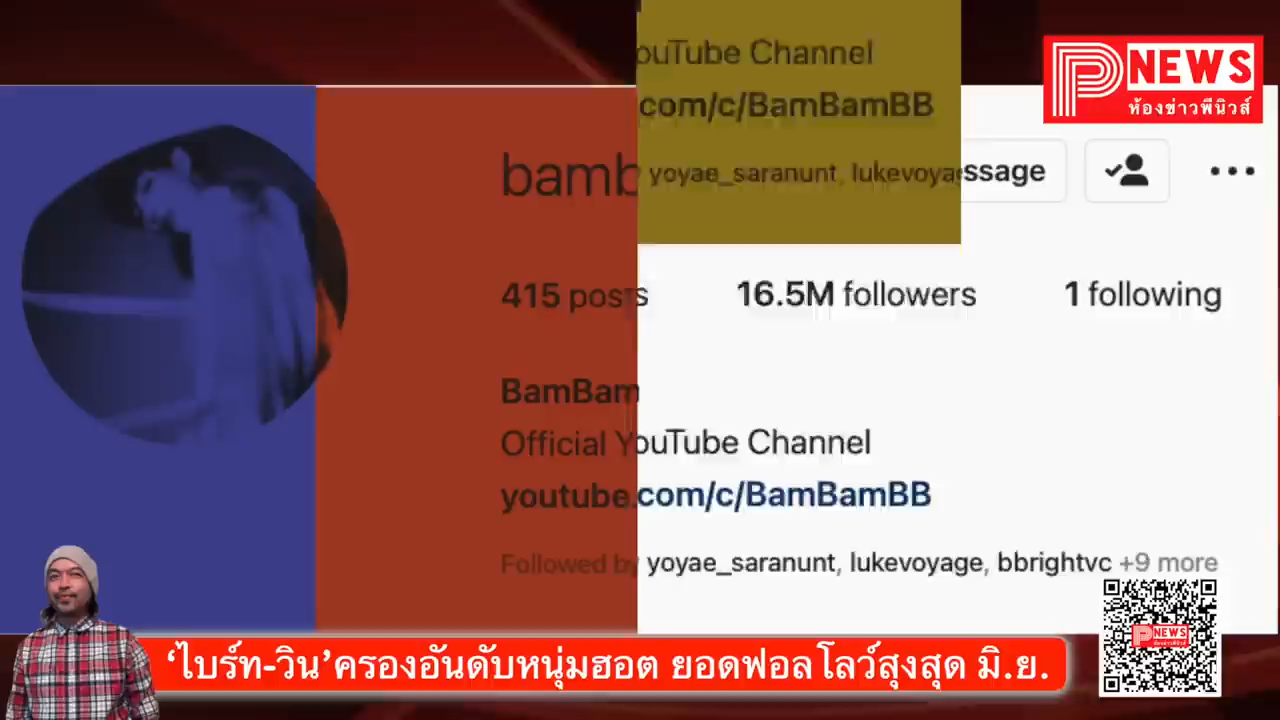 ouTube Channel
.com/c/BamBamBB
yoyae_saranunt, lukevoya
NEWS
ห้องข่าวพีนิวส์
bamb
ssage
415 posts
16.5M followers
1 following
BamBam
Official YouTube Channel
youtube.com/c/BamBamBB
Followed by yoyae_saranunt, lukevoyage, bbrightvc +9 more
NEWS
‘ไบร์ท-วิน’ครองอันดับหนุ่มฮอต ยอดฟอลโลว์สุงสุด มิ.ย.